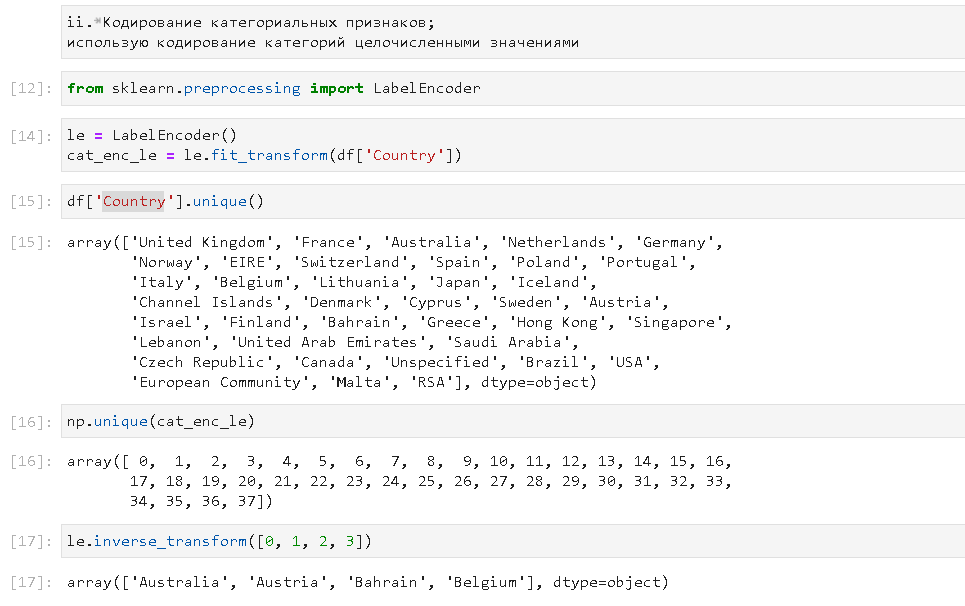 ii.*Кодирование категориальных признаков;
использую кодирование категорий целочисленными значениями
[12]: from sklearn.preprocessing import LabelEncoder
[14]: le = LabelEncoder()
cat_enc_le = le.fit_transform(df['Country'])
[15]: df['Country'].unique()
[15]: array(['United Kingdom', 'France', 'Australia', 'Netherlands', 'Germany',
'Norway', 'EIRE', 'Switzerland', 'Spain', 'Poland', 'Portugal',
'Italy', 'Belgium', 'Lithuania', 'Japan', 'Iceland',
'Channel Islands', 'Denmark', 'Cyprus', 'Sweden', 'Austria',
'Israel', 'Finland', 'Bahrain', 'Greece', 'Hong Kong', 'Singapore',
'Lebanon', 'United Arab Emirates', 'Saudi Arabia',
'Czech Republic', 'Canada', 'Unspecified', 'Brazil', 'USA',
'European Community', 'Malta', 'RSA'], dtype=object)
[16]: np.unique(cat_enc_le)
[16]: array([ 0, 1, 2, 3, 4, 5, 6, 7, 8, 9, 10, 11, 12, 13, 14, 15, 16,
17, 18, 19, 20, 21, 22, 23, 24, 25, 26, 27, 28, 29, 30, 31, 32, 33,
34, 35, 36, 37])
[17]: le.inverse_transform([0, 1, 2, 3])
[17]: array(['Australia', 'Austria', 'Bahrain', 'Belgium'], dtype=object)